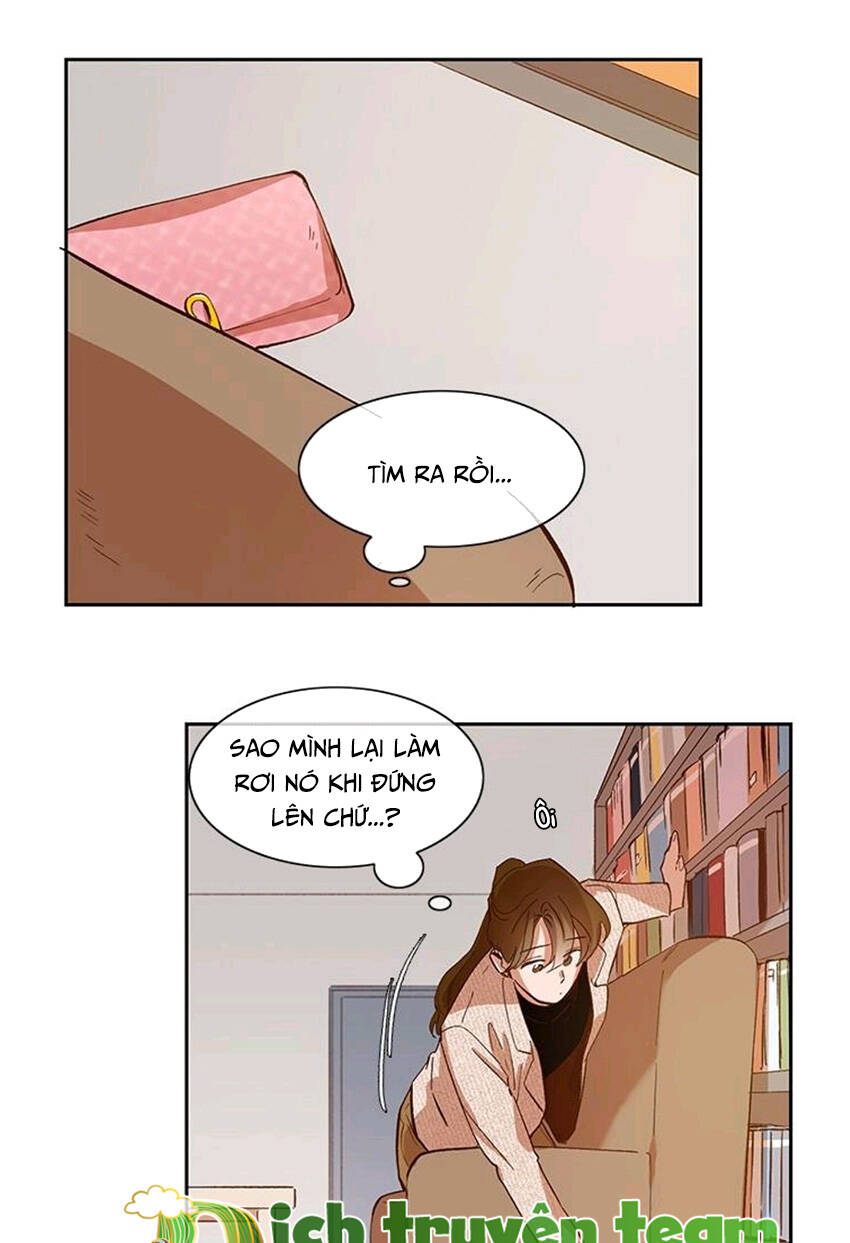 TÌM RA RỒI...
SAO MÌNH LẠI LÀM
RƠI NÓ KHI ĐỨNG
LÊN CHỨ...?
Ôi
Dịch truyện team